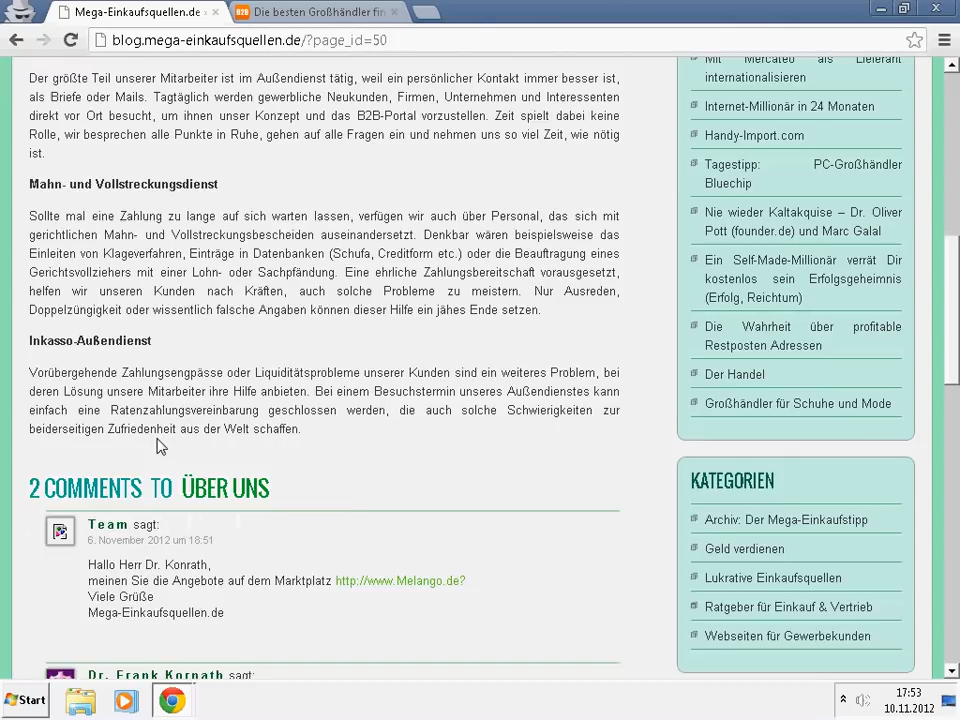 Mega-Einkaufsquellen.de
Die besten Großhändler fin
blog.mega-einkaufsquellen.de/?page_id=50
Der größte Teil unserer Mitarbeiter ist im Außendienst tätig, weil ein persönlicher Kontakt immer besser ist,
als Briefe oder Mails. Tagtäglich werden gewerbliche Neukunden, Firmen, Unternehmen und Interessenten
direkt vor Ort besucht, um ihnen unser Konzept und das B2B-Portal vorzustellen. Zeit spielt dabei keine
Rolle, wir besprechen alle Punkte in Ruhe, gehen auf alle Fragen ein und nehmen uns so viel Zeit, wie nötig
ist.
Mahn- und Vollstreckungsdienst
Sollte mal eine Zahlung zu lange auf sich warten lassen, verfügen wir auch über Personal, das sich mit
gerichtlichen Mahn- und Vollstreckungsbescheiden auseinandersetzt. Denkbar wären beispielsweise das
Einleiten von Klageverfahren, Einträge in Datenbanken (Schufa, Creditform etc.) oder die Beauftragung eines
Gerichtsvollziehers mit einer Lohn- oder Sachpfändung. Eine ehrliche Zahlungsbereitschaft vorausgesetzt,
helfen wir unseren Kunden nach Kräften, auch solche Probleme zu meistern. Nur Ausreden,
Doppelzüngigkeit oder wissentlich falsche Angaben können dieser Hilfe ein jähes Ende setzen.
Inkasso-Außendienst
Vorübergehende Zahlungsengpässe oder Liquiditätsprobleme unserer Kunden sind ein weiteres Problem, bei
deren Lösung unsere Mitarbeiter ihre Hilfe anbieten. Bei einem Besuchstermin unseres Außendienstes kann
einfach eine Ratenzahlungsvereinbarung geschlossen werden, die auch solche Schwierigkeiten zur
beiderseitigen Zufriedenheit aus der Welt schaffen.
2 COMMENTS TO ÜBER UNS
Team sagt:
6. November 2012 um 18:51
Hallo Herr Dr. Konrath,
meinen Sie die Angebote auf dem Marktplatz http://www.Melango.de?
Viele Grüße
Mega-Einkaufsquellen.de
Dr. Frank Kornath sagt:
Mit Mercateo als Lieferant
internationalisieren
Internet-Millionär in 24 Monaten
Handy-Import.com
Tagestipp: PC-Großhändler
Bluechip
Nie wieder Kaltakquise – Dr. Oliver
Pott (founder.de) und Marc Galal
Ein Self-Made-Millionär verrät Dir
kostenlos sein Erfolgsgeheimnis
(Erfolg, Reichtum)
Die Wahrheit über profitable
Restposten Adressen
Der Handel
Großhändler für Schuhe und Mode
KATEGORIEN
Archiv: Der Mega-Einkaufstipp
Geld verdienen
Lukrative Einkaufsquellen
Ratgeber für Einkauf & Vertrieb
Webseiten für Gewerbekunden
Start
17:53
10.11.2012